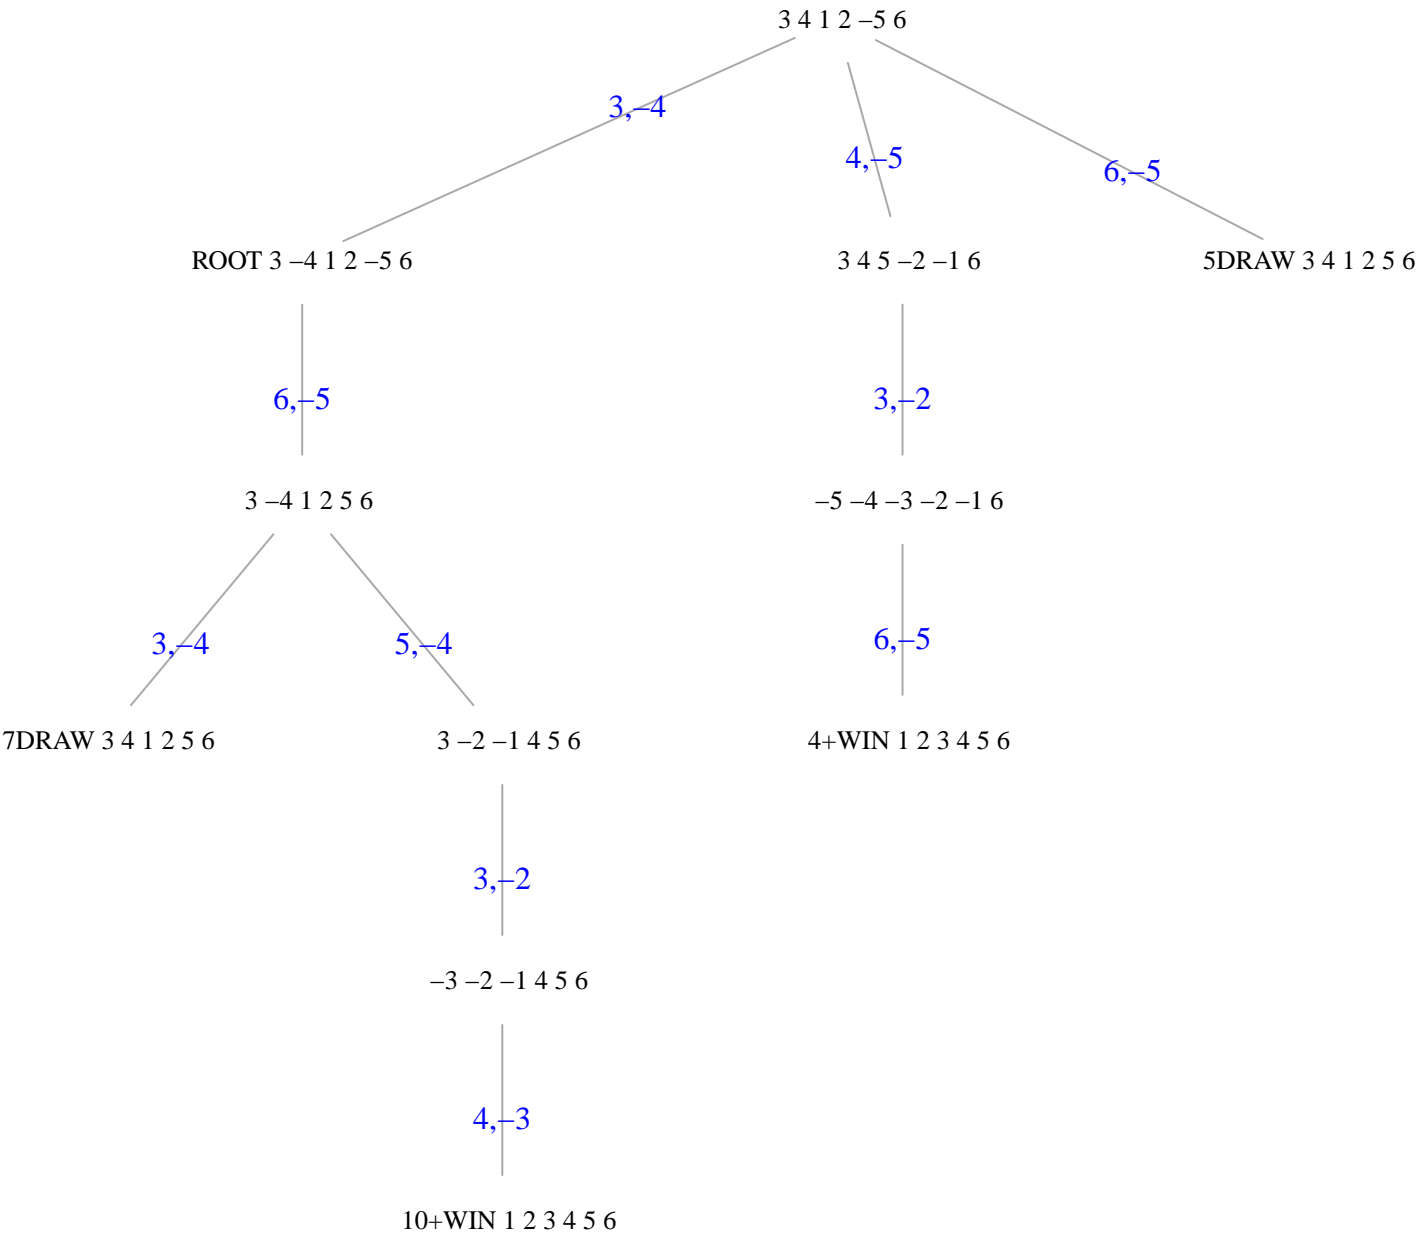 3 4 1 2 –5 6
3,–4
4,–5
6,–5
ROOT 3 –4 1 2 –5 6
3 4 5 –2 –1 6
5DRAW 3 4 1 2 5 6
6,–5
3,–2
3 –4 1 2 5 6
–5 –4 –3 –2 –1 6
3,–4
5,–4
6,–5
7DRAW 3 4 1 2 5 6
3 –2 –1 4 5 6
4+WIN 1 2 3 4 5 6
3,–2
–3 –2 –1 4 5 6
4,–3
10+WIN 1 2 3 4 5 6